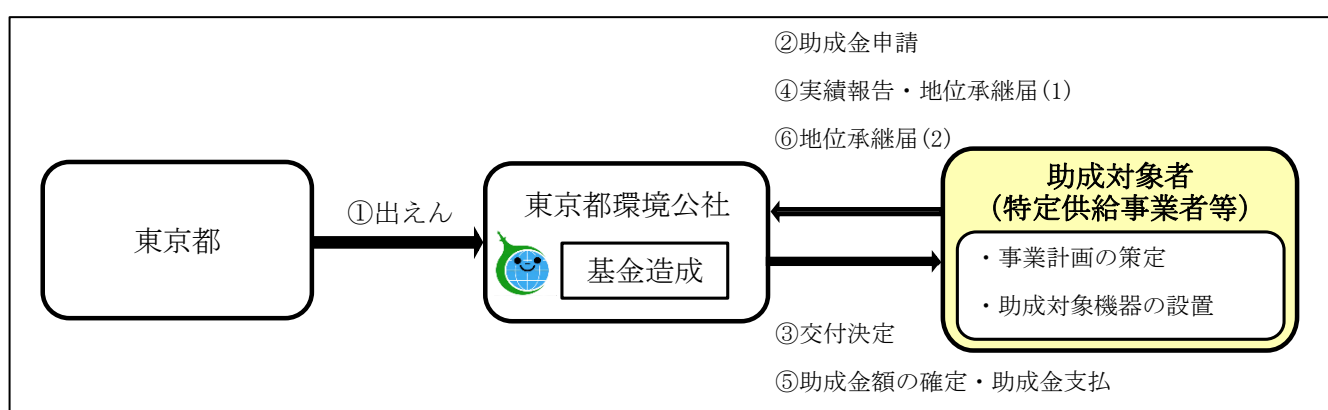 ②助成金申請
④実績報告・地位承継届(1)
⑥地位承継届(2)
東京都
①出えん
東京都環境公社
基金造成
助成対象者
(特定供給事業者等)
・事業計画の策定
・助成対象機器の設置
③交付決定
⑤助成金額の確定・助成金支払